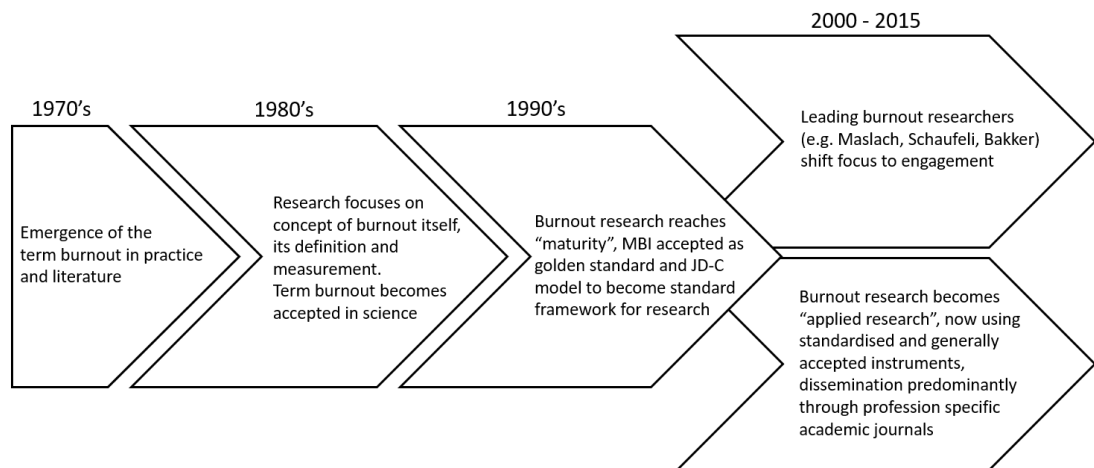 1970's
Emergence of the
term burnout in practice
and literature
1980's
Research focuses on
concept of burnout itself,
its definition and
measurement.
Term burnout becomes
accepted in science
1990's
Burnout research reaches
“maturity”, MBI accepted as
golden standard and JD-C
model to become standard
framework for research
2000 - 2015
Leading burnout researchers
(e.g. Maslach, Schaufeli, Bakker)
shift focus to engagement
Burnout research becomes
“applied research”, now using
standardised and generally
accepted instruments,
dissemination predominantly
through profession specific
academic journals